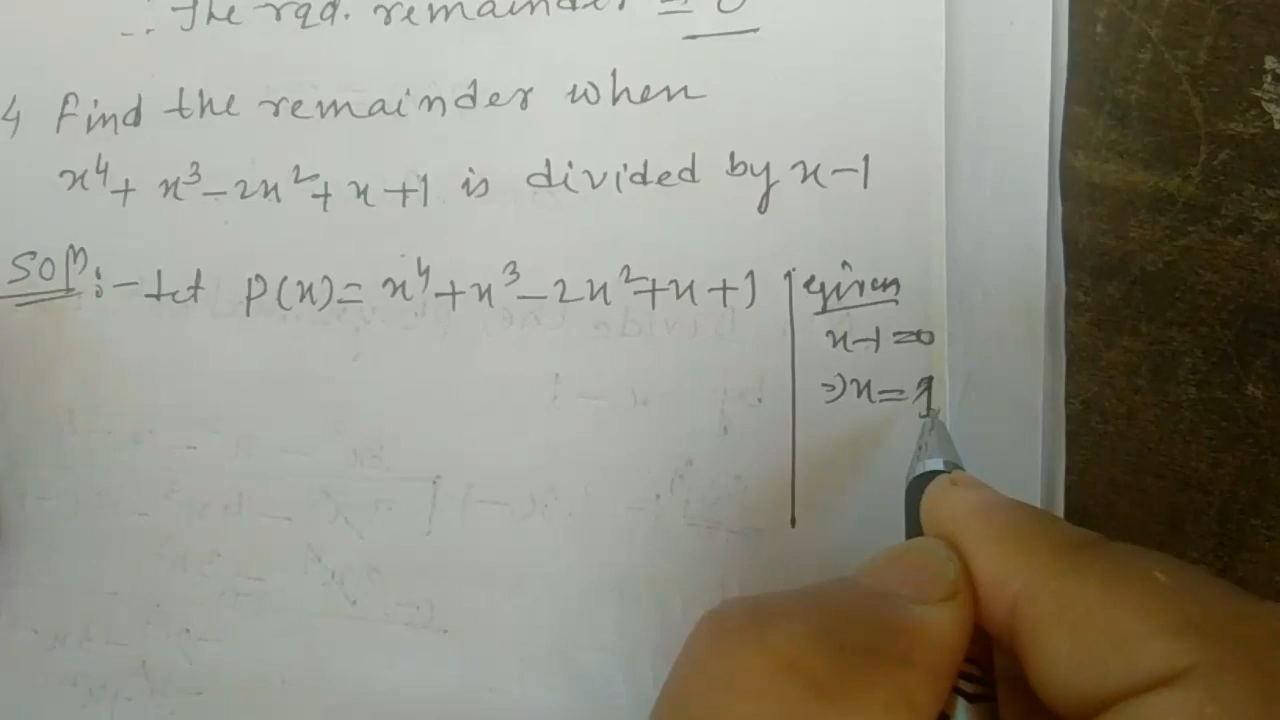 ∴ The rqd. remainder = 0
4 Find the remainder when
x⁴ + x³ - 2x² + x + 1 is divided by x - 1
Soln :- Let P(x) = x⁴ + x³ - 2x² + x + 1
given
x - 1 = 0
⇒ x = 1